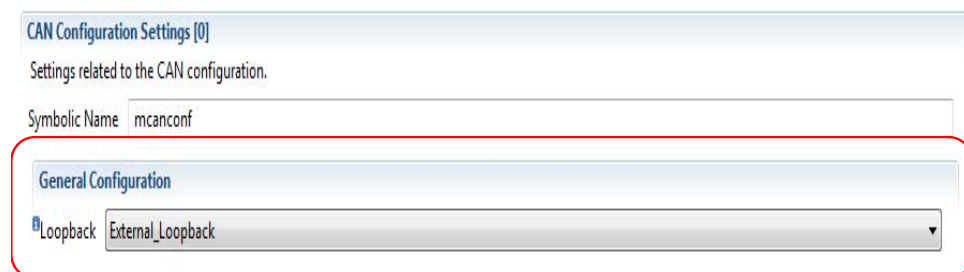 CAN Configuration Settings [0]
Settings related to the CAN configuration.
Symbolic Name mcanconf
General Configuration
Loopback External_Loopback